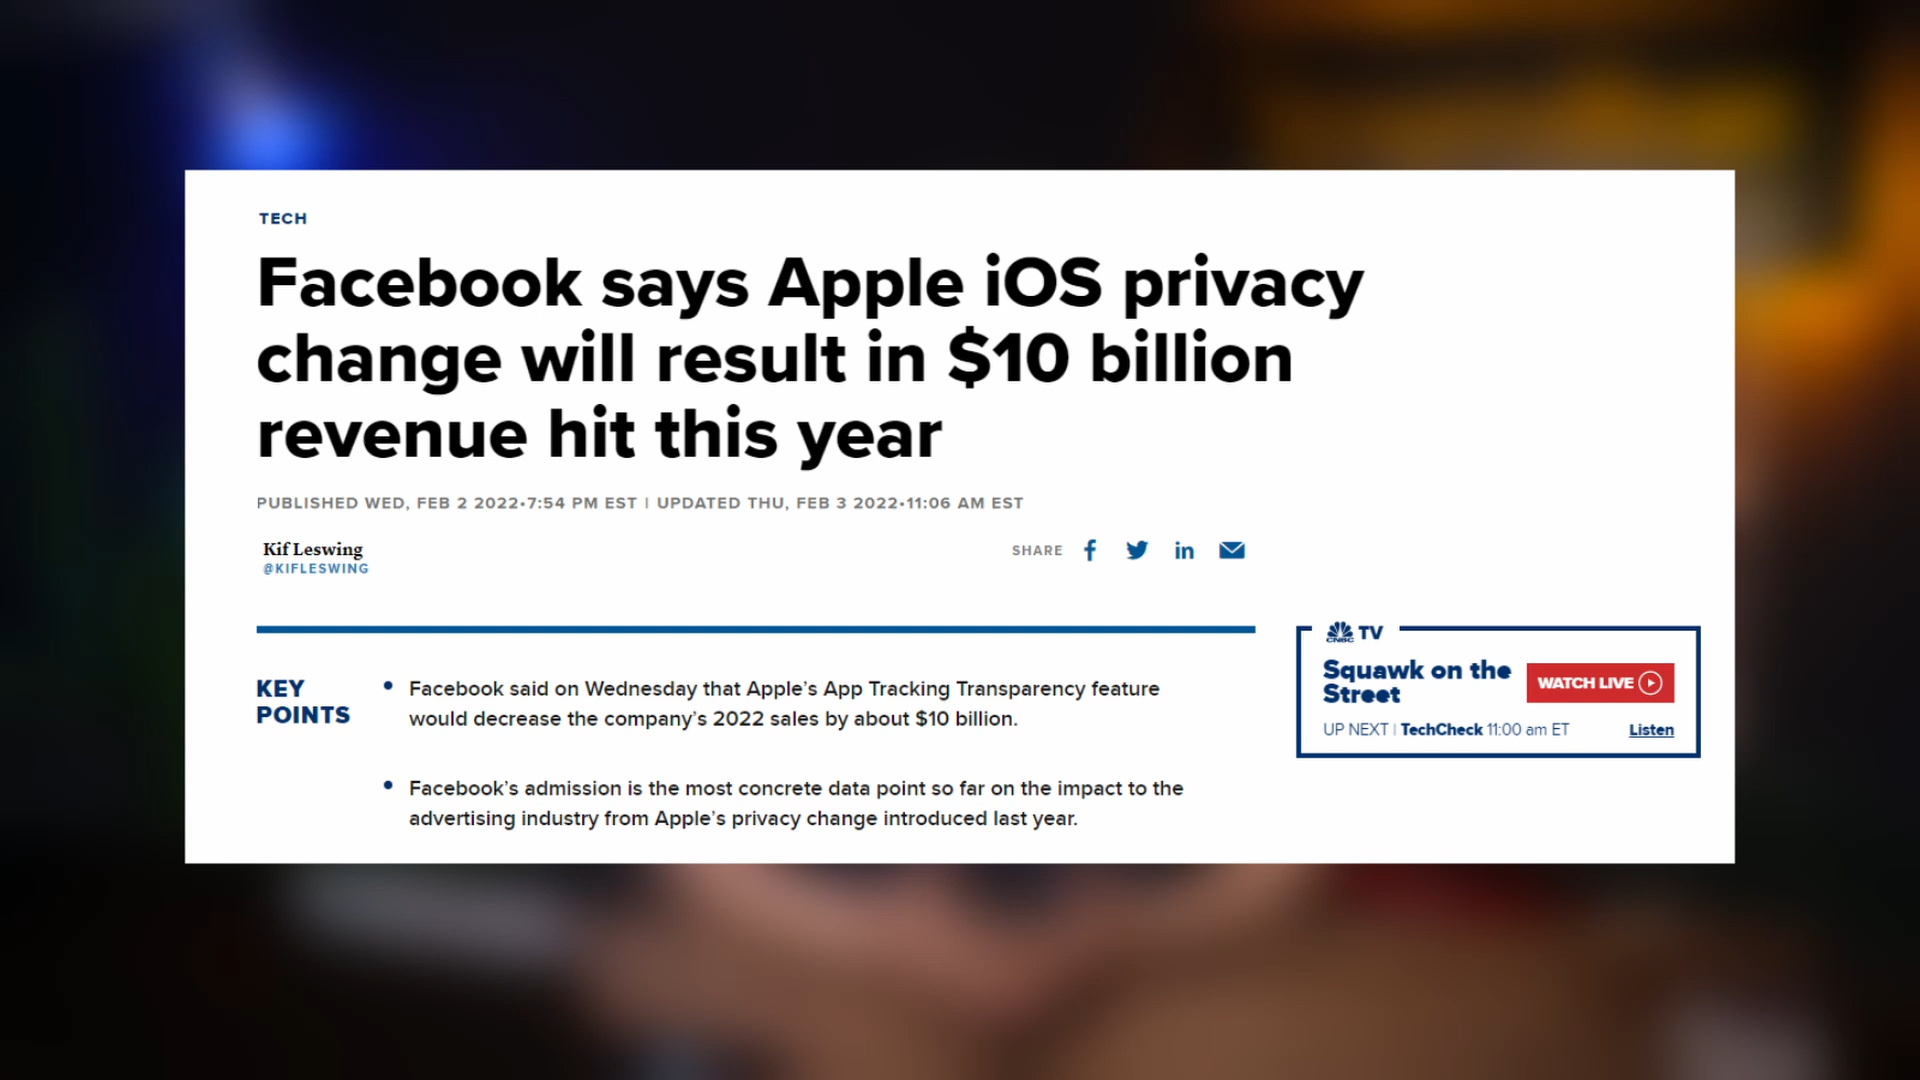 TECH
Facebook says Apple iOS privacy
change will result in $10 billion
revenue hit this year
PUBLISHED WED, FEB 2 2022•7:54 PM EST | UPDATED THU, FEB 3 2022•11:06 AM EST
Kif Leswing
@KIFLESWING
SHARE
CNBC TV
Squawk on the
Street
WATCH LIVE
UP NEXT | TechCheck 11:00 am ET
Listen
KEY
POINTS
• Facebook said on Wednesday that Apple’s App Tracking Transparency feature
would decrease the company’s 2022 sales by about $10 billion.
• Facebook’s admission is the most concrete data point so far on the impact to the
advertising industry from Apple’s privacy change introduced last year.